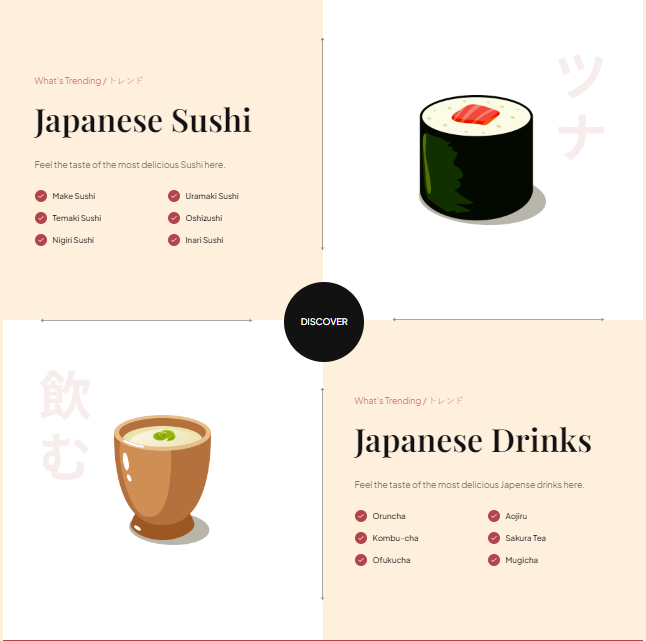 What's Trending / トレンド
Japanese Sushi
Feel the taste of the most delicious Sushi here.
Make Sushi
Uramaki Sushi
Temaki Sushi
Oshizushi
Nigiri Sushi
Inari Sushi
ツナ
DISCOVER
飲む
What's Trending / トレンド
Japanese Drinks
Feel the taste of the most delicious Japense drinks here.
Oruncha
Aojiru
Kombu-cha
Sakura Tea
Ofukucha
Mugicha